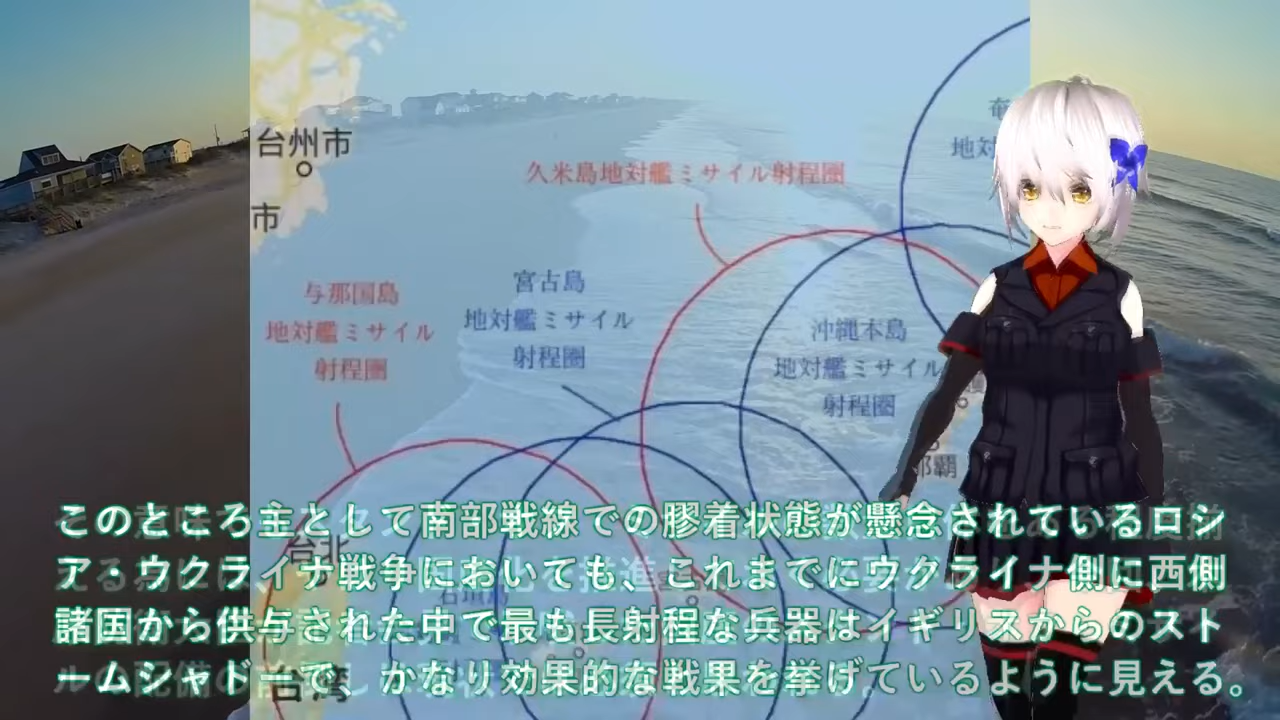 台州市
市
久米島地対艦ミサイル射程圏
地対
与那国島
地対艦ミサイル
射程圏
宮古島
地対艦ミサイル
射程圏
沖縄本島
地対艦ミサイル
射程圏
那覇
台北
台湾
このところ主として南部戦線での膠着状態が懸念されているロシ
ア・ウクライナ戦争においても、これまでにウクライナ側に西側
諸国から供与された中で最も長射程な兵器はイギリスからのスト
ームシャドーで、かなり効果的な戦果を挙げているように見える。